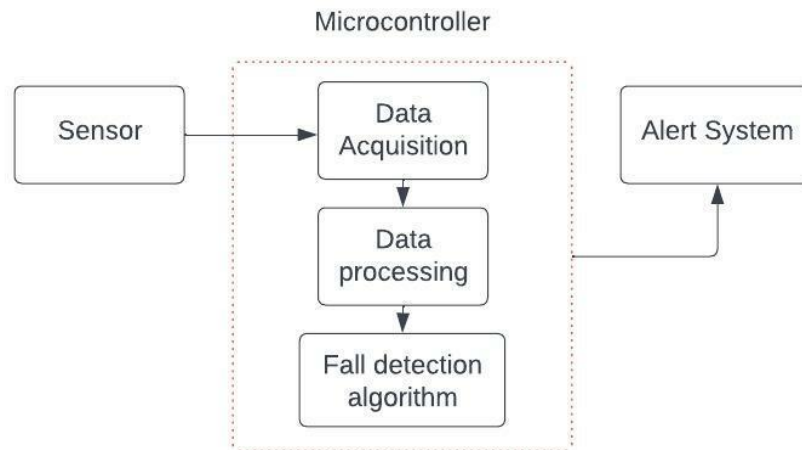 Microcontroller
Sensor
Data
Acquisition
Alert System
Data
processing
Fall detection
algorithm